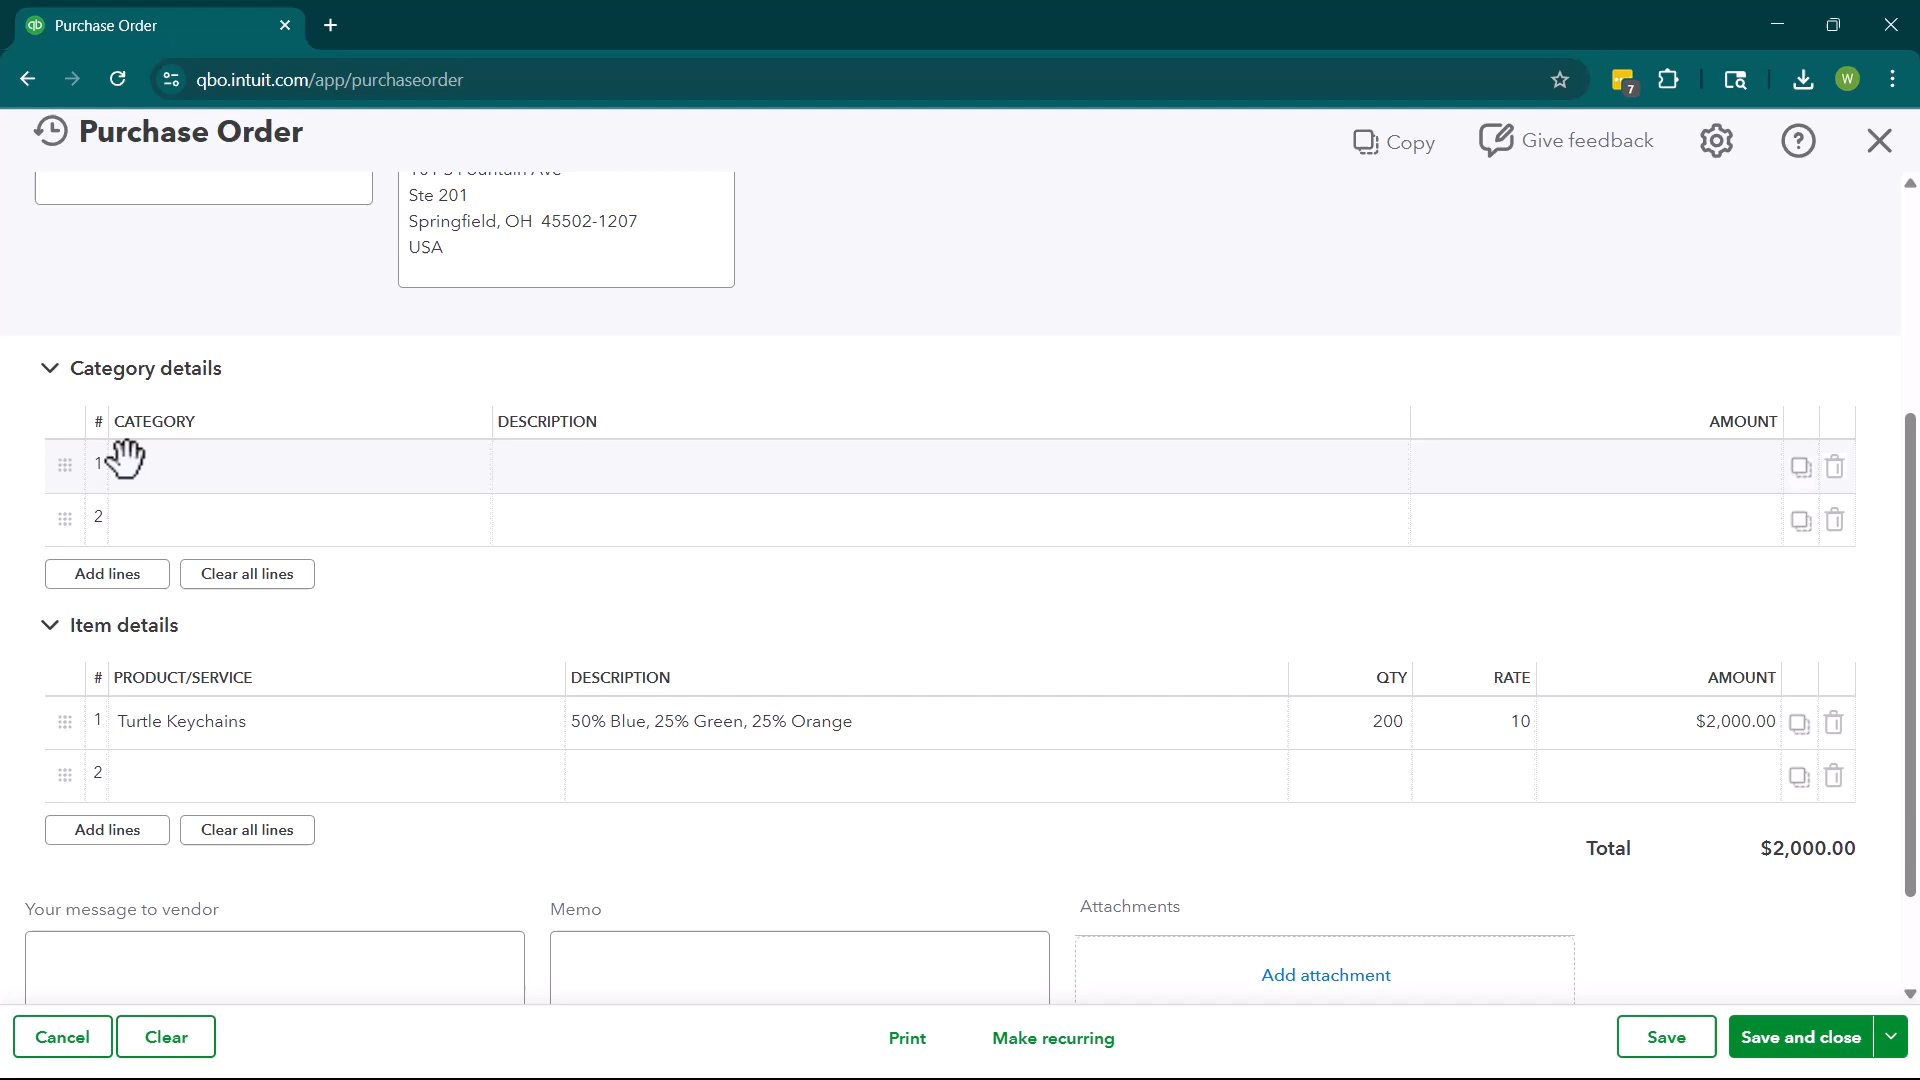 Purchase Order
qbo.intuit.com/app/purchaseorder
7
W
Purchase Order
Copy
Give feedback
Ste 201
Springfield, OH 45502-1207
USA
Category details
# CATEGORY DESCRIPTION AMOUNT
1
2
Add lines Clear all lines
Item details
# PRODUCT/SERVICE DESCRIPTION QTY RATE AMOUNT
1 Turtle Keychains 50% Blue, 25% Green, 25% Orange 200 10 $2,000.00
2
Add lines Clear all lines
Total $2,000.00
Your message to vendor Memo Attachments
Add attachment
Cancel Clear Print Make recurring Save Save and close